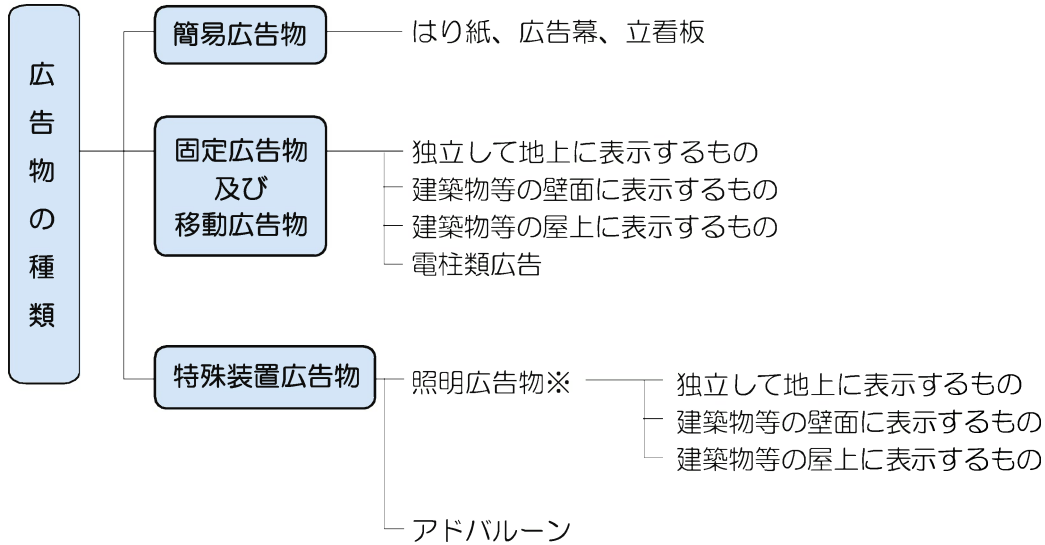 広告物の種類
簡易広告物
はり紙、広告幕、立看板
固定広告物
及び
移動広告物
独立して地上に表示するもの
建築物等の壁面に表示するもの
建築物等の屋上に表示するもの
電柱類広告
特殊装置広告物
照明広告物※
独立して地上に表示するもの
建築物等の壁面に表示するもの
建築物等の屋上に表示するもの
アドバルーン